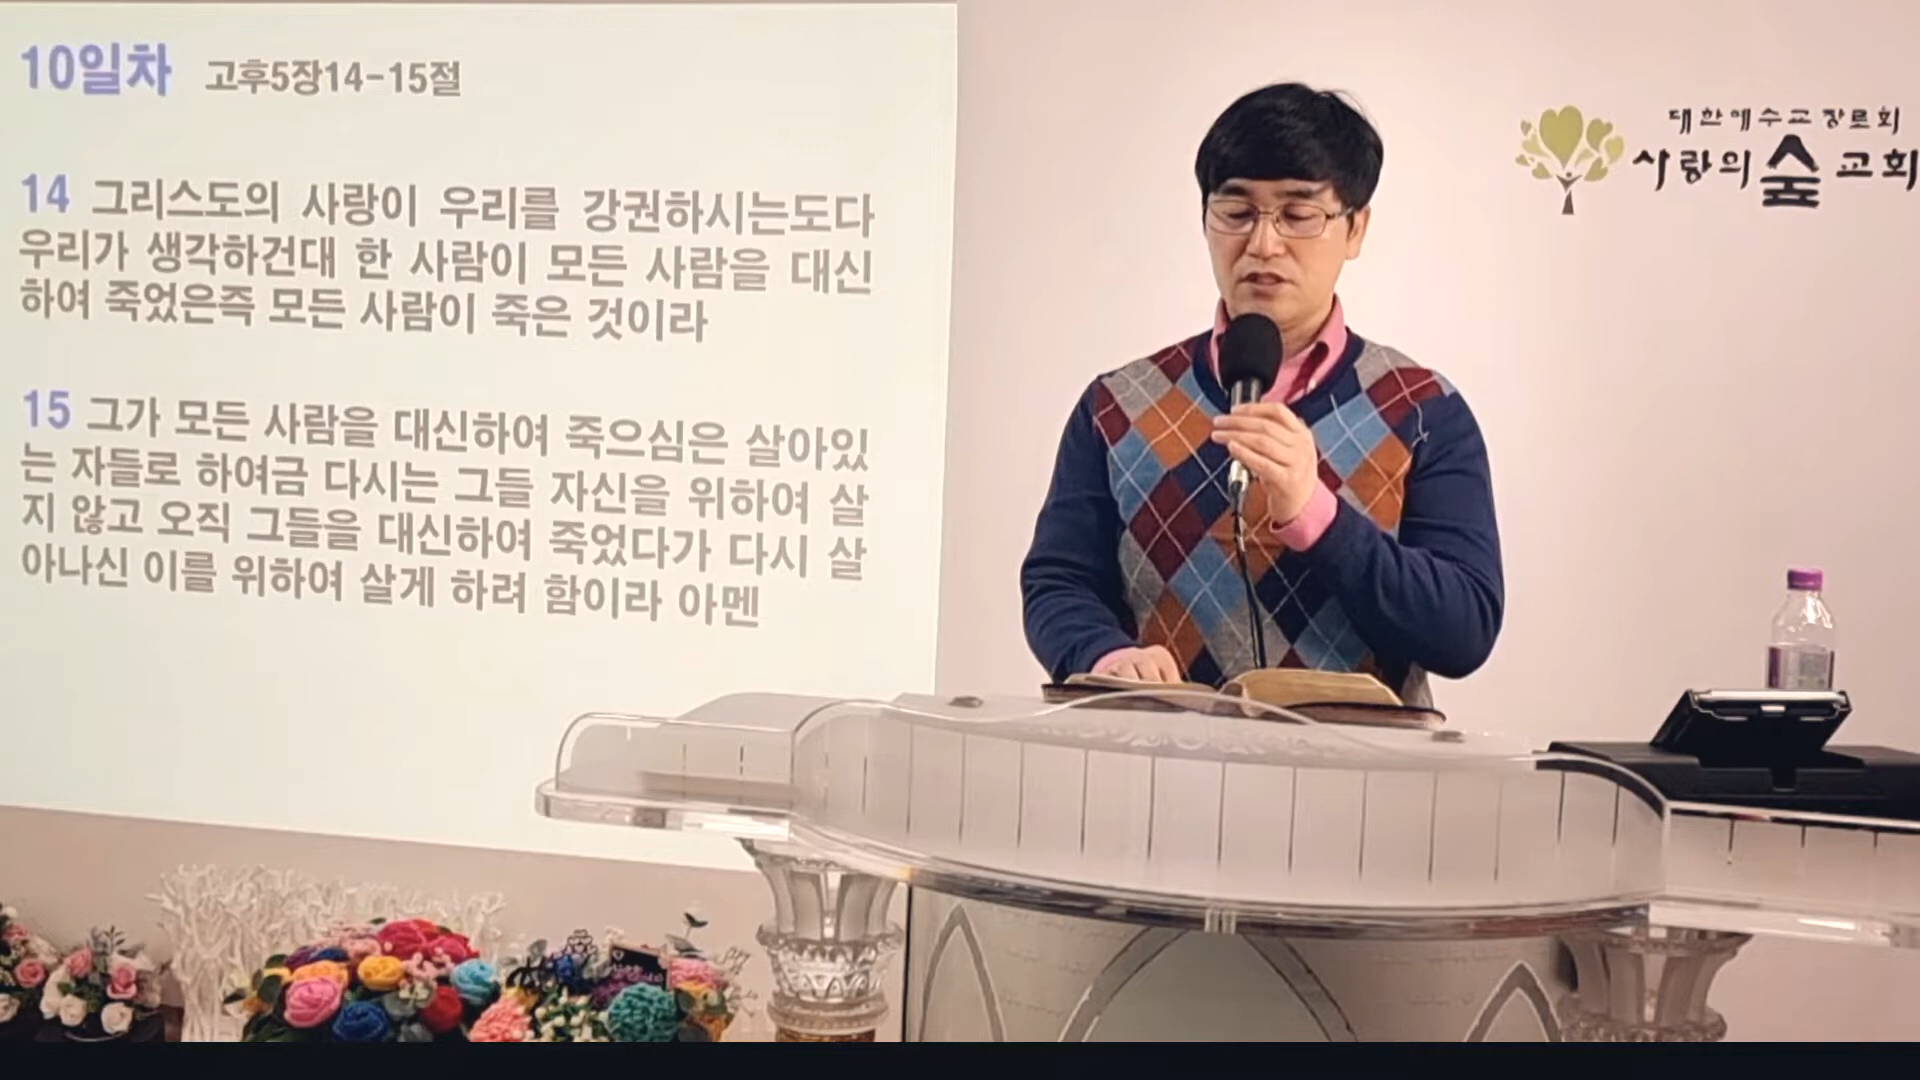 10일차 고후5장14-15절
14 그리스도의 사랑이 우리를 강권하시는도다
우리가 생각하건대 한 사람이 모든 사람을 대신
하여 죽었은즉 모든 사람이 죽은 것이라
15 그가 모든 사람을 대신하여 죽으심은 살아있
는 자들로 하여금 다시는 그들 자신을 위하여 살
지 않고 오직 그들을 대신하여 죽었다가 다시 살
아나신 이를 위하여 살게 하려 함이라 아멘
대한예수교장로회
사랑의숲교회